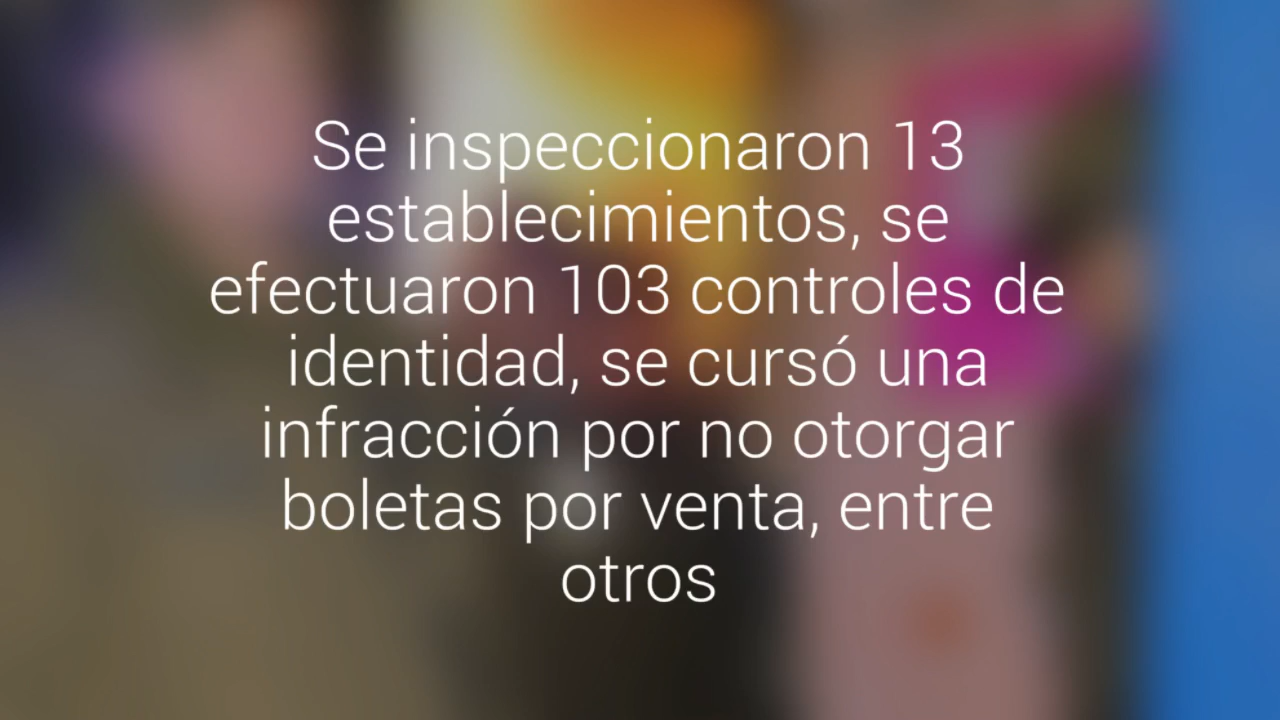 Se inspeccionaron 13
establecimientos, se
efectuaron 103 controles de
identidad, se cursó una
infracción por no otorgar
boletas por venta, entre
otros